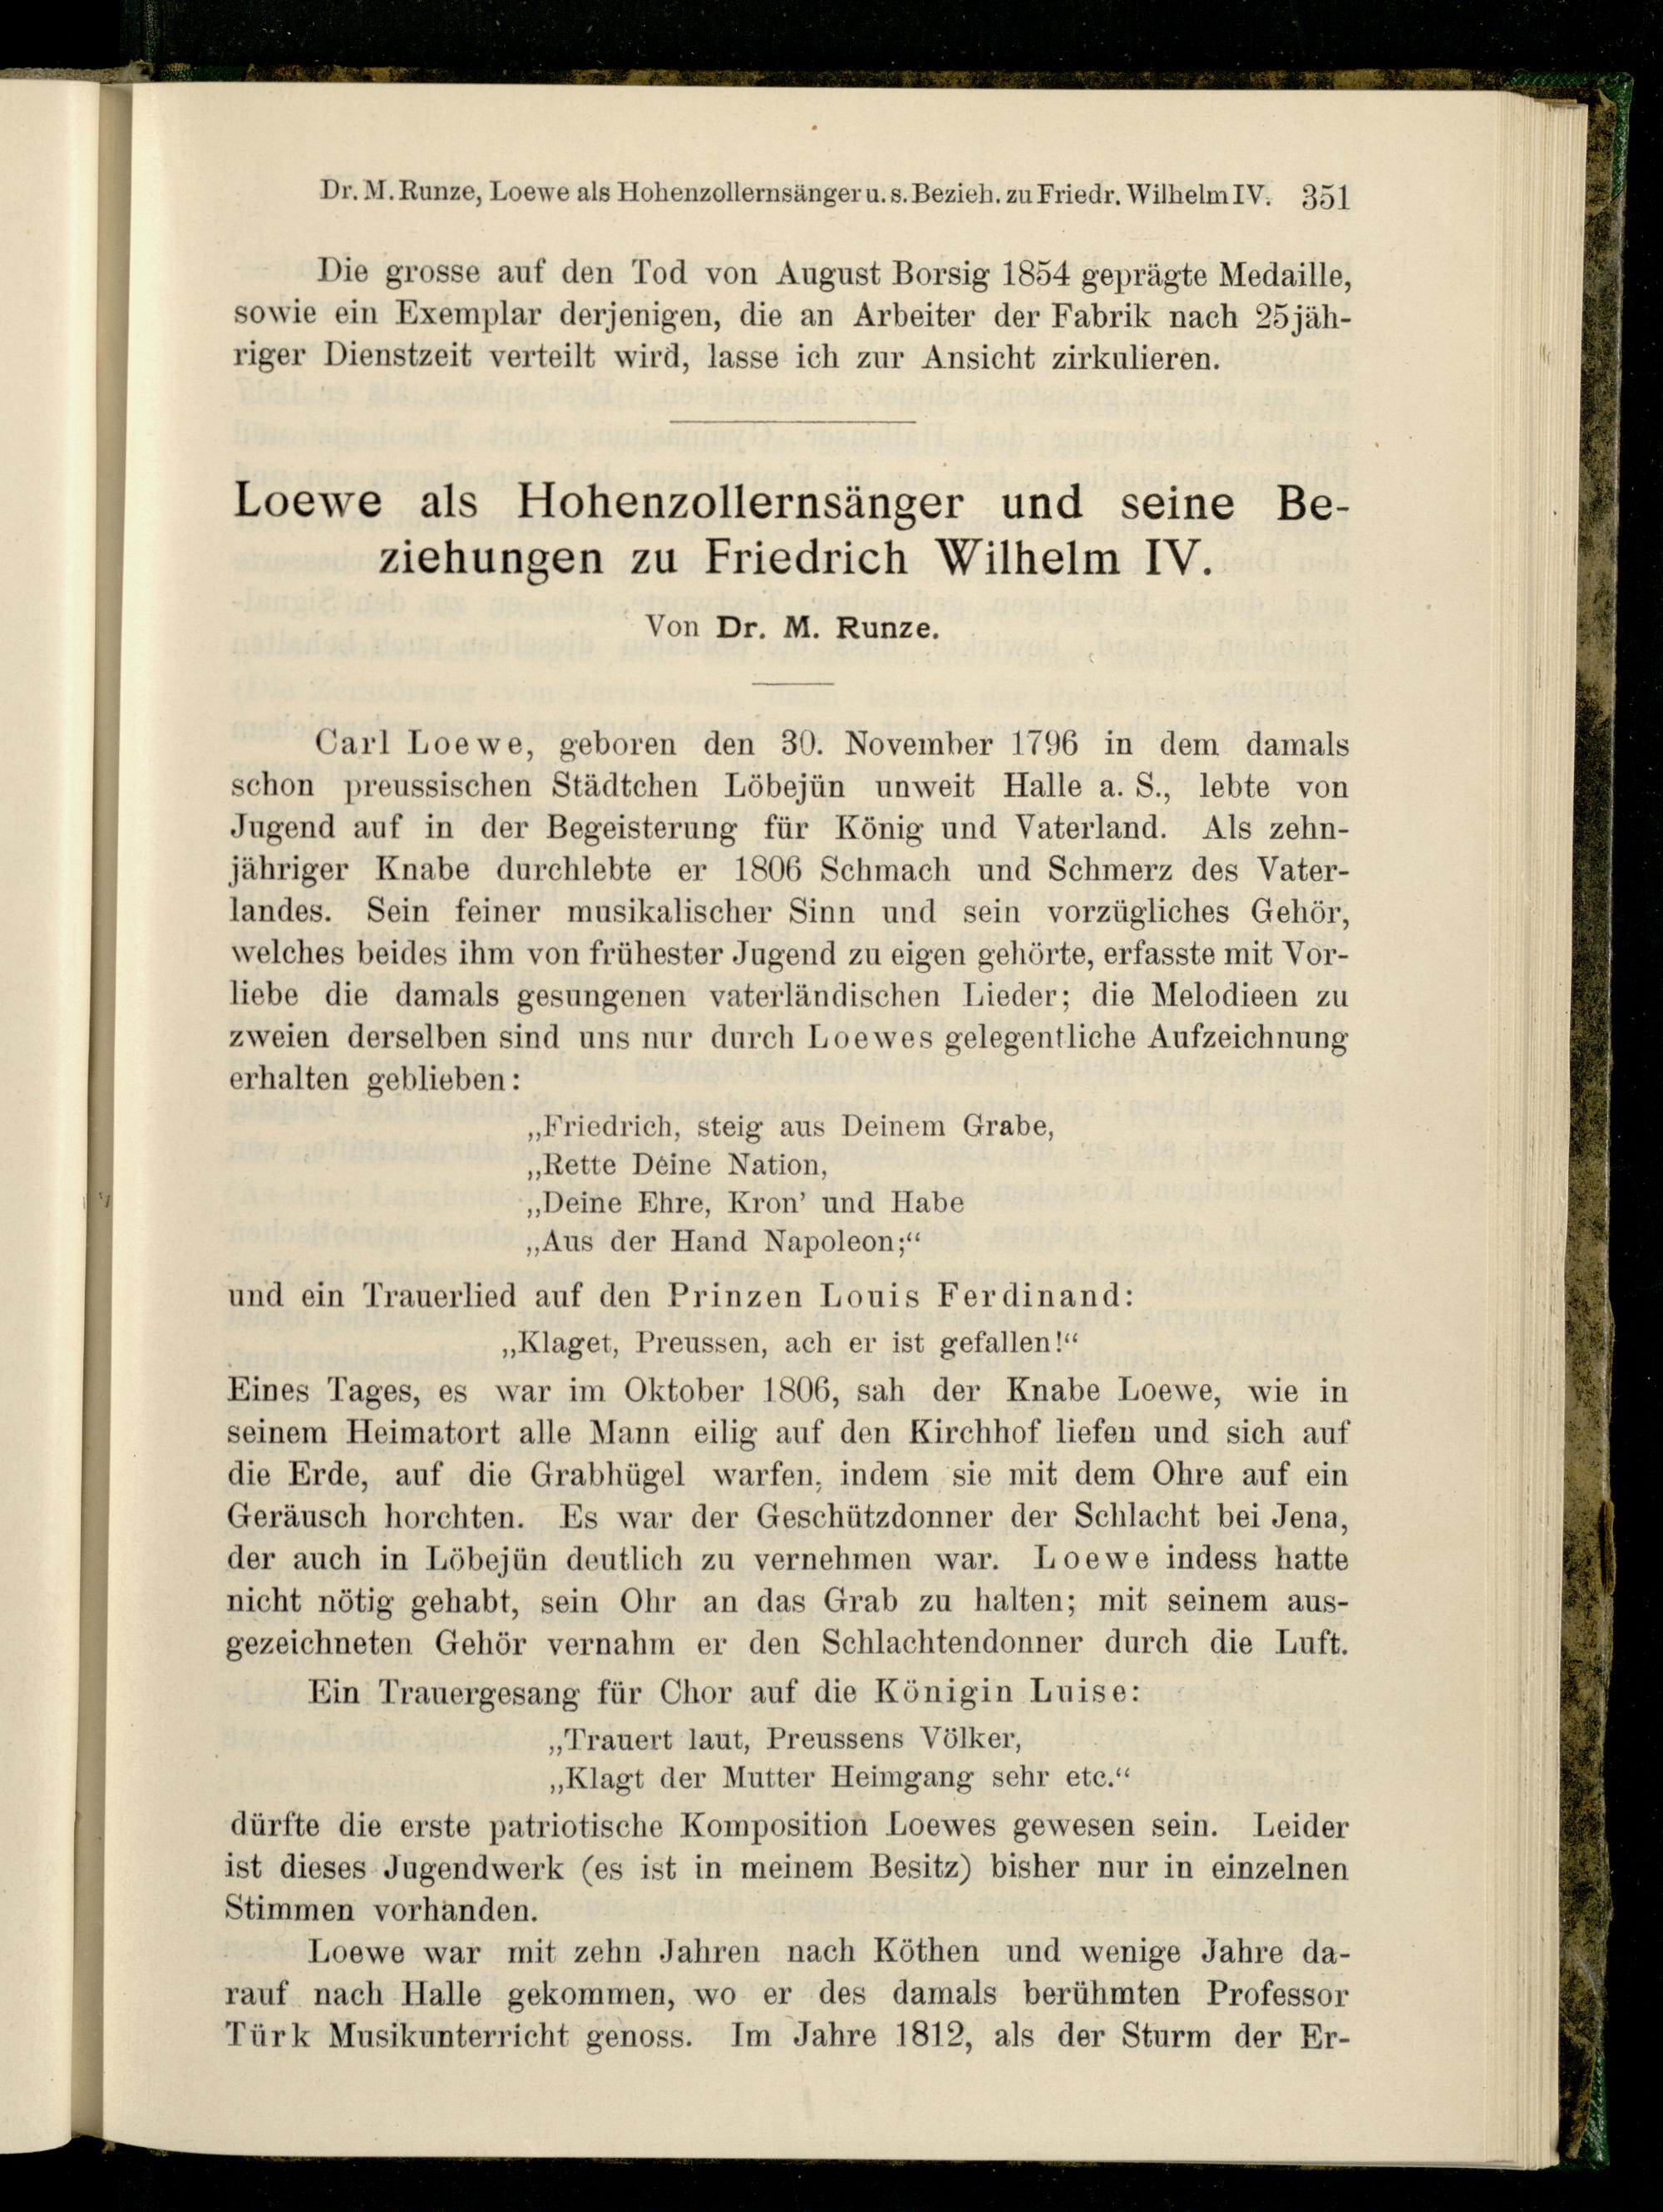 Dr. M. Runze, Loewe als Hohenzollernsänger u. s. Bezieh. zu Friedr. Wilhelm IV. 351
Die grosse auf den Tod von August Borsig 1854 geprägte Medaille,
sowie ein Exemplar derjenigen, die an Arbeiter der Fabrik nach 25jäh-
riger Dienstzeit verteilt wird, lasse ich zur Ansicht zirkulieren.
Loewe als Hohenzollernsänger und seine Be-
ziehungen zu Friedrich Wilhelm IV.
Von Dr. M. Runze.
Carl Loewe, geboren den 30. November 1796 in dem damals
schon preussischen Städtchen Löbejün unweit Halle a. S., lebte von
Jugend auf in der Begeisterung für König und Vaterland. Als zehn-
jähriger Knabe durchlebte er 1806 Schmach und Schmerz des Vater-
landes. Sein feiner musikalischer Sinn und sein vorzügliches Gehör,
welches beides ihm von frühester Jugend zu eigen gehörte, erfasste mit Vor-
liebe die damals gesungenen vaterländischen Lieder; die Melodieen zu
zweien derselben sind uns nur durch Loewes gelegentliche Aufzeichnung
erhalten geblieben:
„Friedrich, steig aus Deinem Grabe,
„Rette Deine Nation,
„Deine Ehre, Kron' und Habe
„Aus der Hand Napoleon;“
und ein Trauerlied auf den Prinzen Louis Ferdinand:
„Klaget, Preussen, ach er ist gefallen!“
Eines Tages, es war im Oktober 1806, sah der Knabe Loewe, wie in
seinem Heimatort alle Mann eilig auf den Kirchhof liefen und sich auf
die Erde, auf die Grabhügel warfen, indem sie mit dem Ohre auf ein
Geräusch horchten. Es war der Geschützdonner der Schlacht bei Jena,
der auch in Löbejün deutlich zu vernehmen war. Loewe indess hatte
nicht nötig gehabt, sein Ohr an das Grab zu halten; mit seinem aus-
gezeichneten Gehör vernahm er den Schlachtendonner durch die Luft.
Ein Trauergesang für Chor auf die Königin Luise:
„Trauert laut, Preussens Völker,
„Klagt der Mutter Heimgang sehr etc.“
dürfte die erste patriotische Komposition Loewes gewesen sein. Leider
ist dieses Jugendwerk (es ist in meinem Besitz) bisher nur in einzelnen
Stimmen vorhanden.
Loewe war mit zehn Jahren nach Köthen und wenige Jahre da-
rauf nach Halle gekommen, wo er des damals berühmten Professor
Türk Musikunterricht genoss. Im Jahre 1812, als der Sturm der Er-